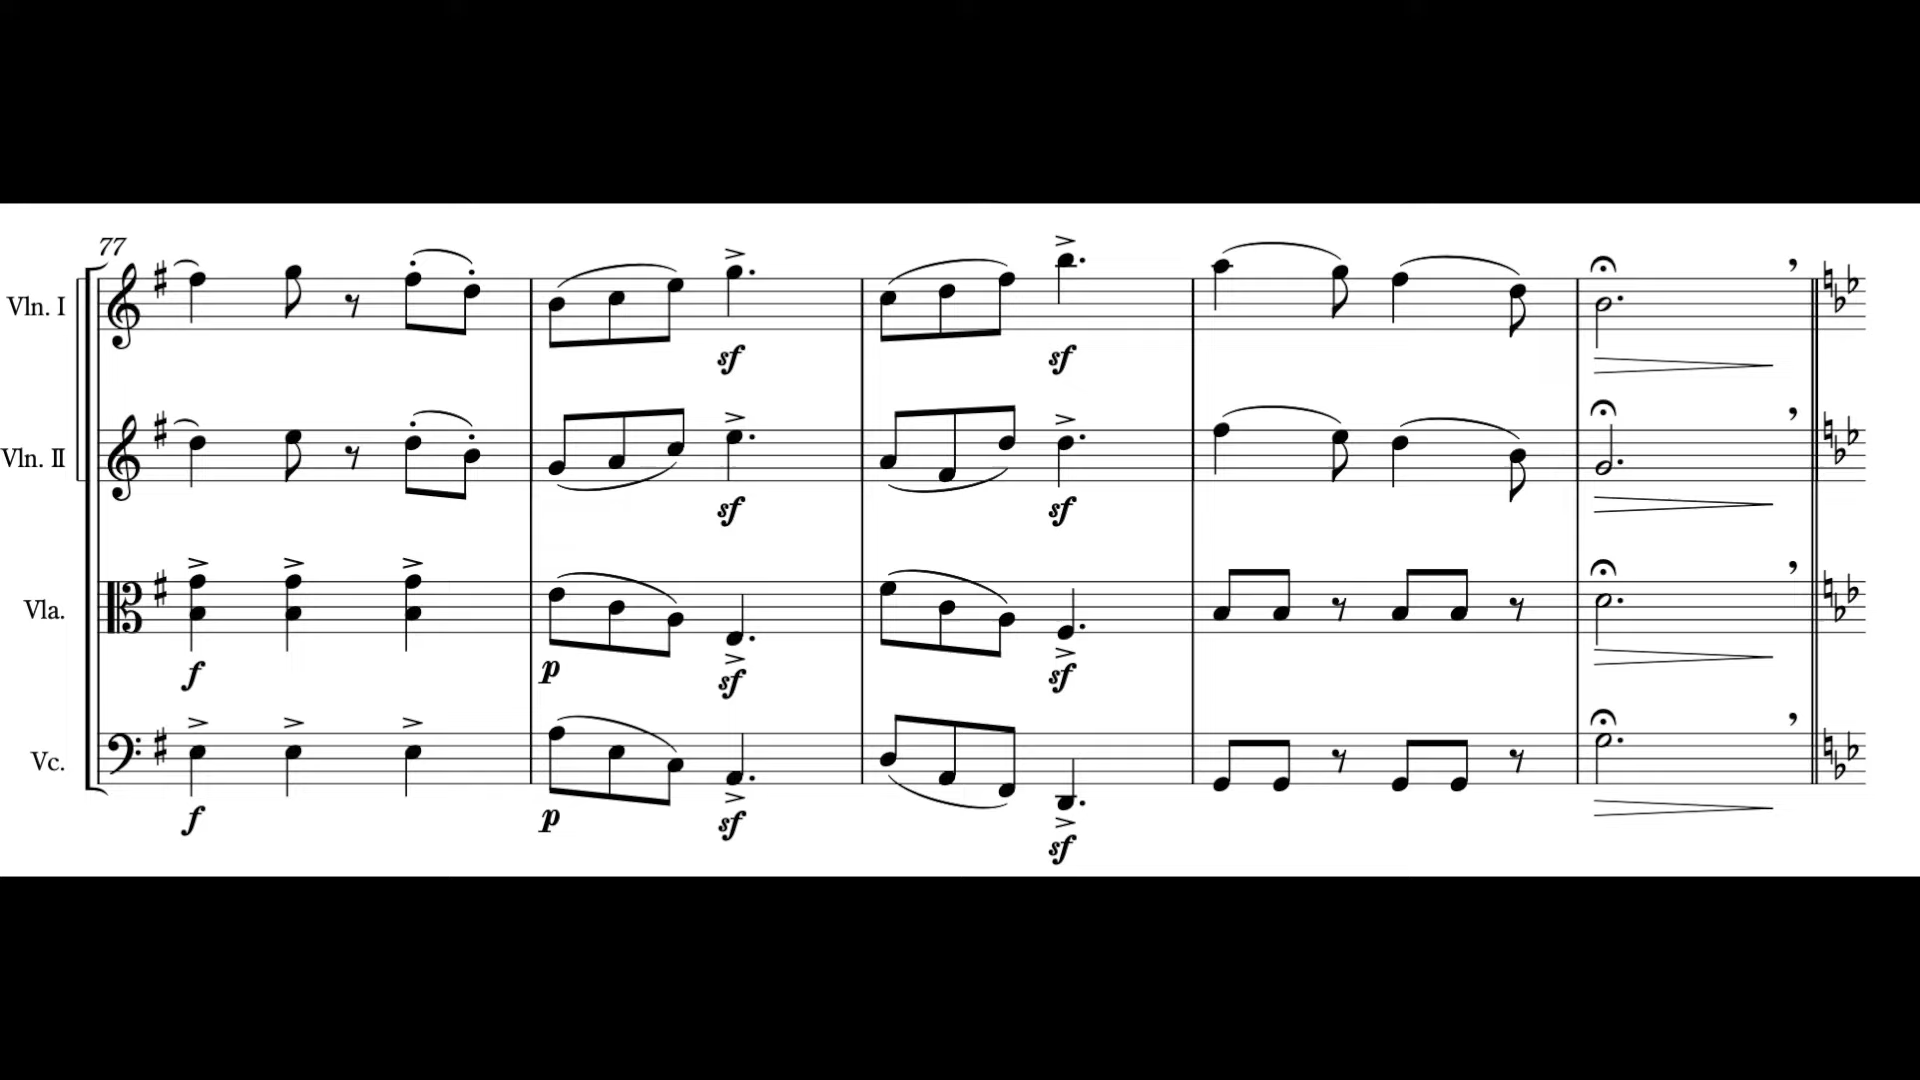 77
Vln. I
sf sf
Vln. II
sf sf
Vla.
f p sf sf
Vc.
f p sf sf